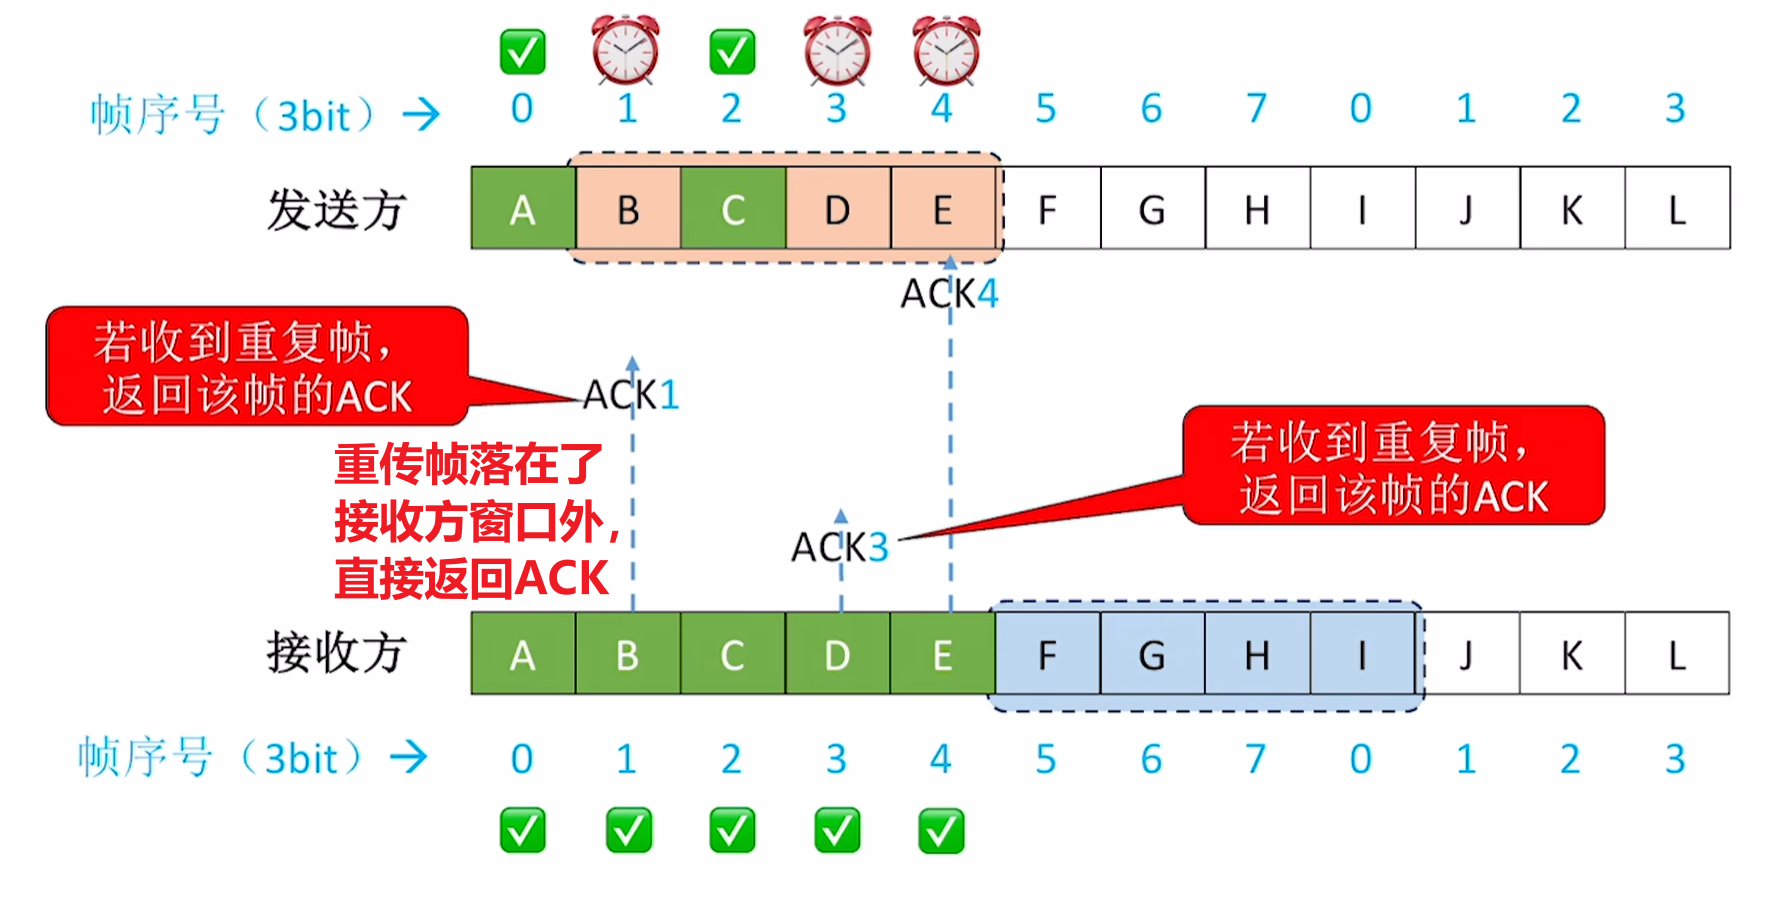 帧序号（3bit）→ 0 1 2 3 4 5 6 7 0 1 2 3
发送方 A B C D E F G H I J K L
ACK4
若收到重复帧，
返回该帧的ACK
ACK1
若收到重复帧，
返回该帧的ACK
重传帧落在了
接收方窗口外，
直接返回ACK
ACK3
接收方 A B C D E F G H I J K L
帧序号（3bit）→ 0 1 2 3 4 5 6 7 0 1 2 3